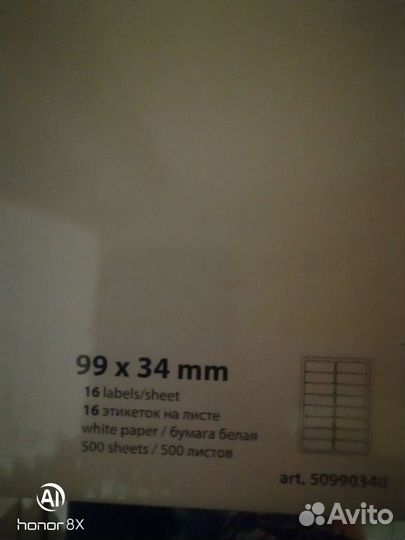 99 x 34 mm
16 labels/sheet
16 этикеток на листе
white paper / бумага белая
500 sheets / 500 листов
art. 50990340
AI
honor 8X
Avito